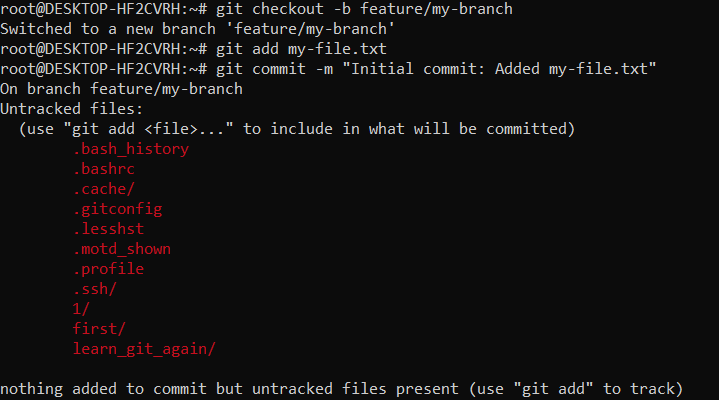 root@DESKTOP-HF2CVRH:~# git checkout -b feature/my-branch
Switched to a new branch 'feature/my-branch'
root@DESKTOP-HF2CVRH:~# git add my-file.txt
root@DESKTOP-HF2CVRH:~# git commit -m "Initial commit: Added my-file.txt"
On branch feature/my-branch
Untracked files:
  (use "git add <file>..." to include in what will be committed)
        .bash_history
        .bashrc
        .cache/
        .gitconfig
        .lesshst
        .motd_shown
        .profile
        .ssh/
        1/
        first/
        learn_git_again/

nothing added to commit but untracked files present (use "git add" to track)